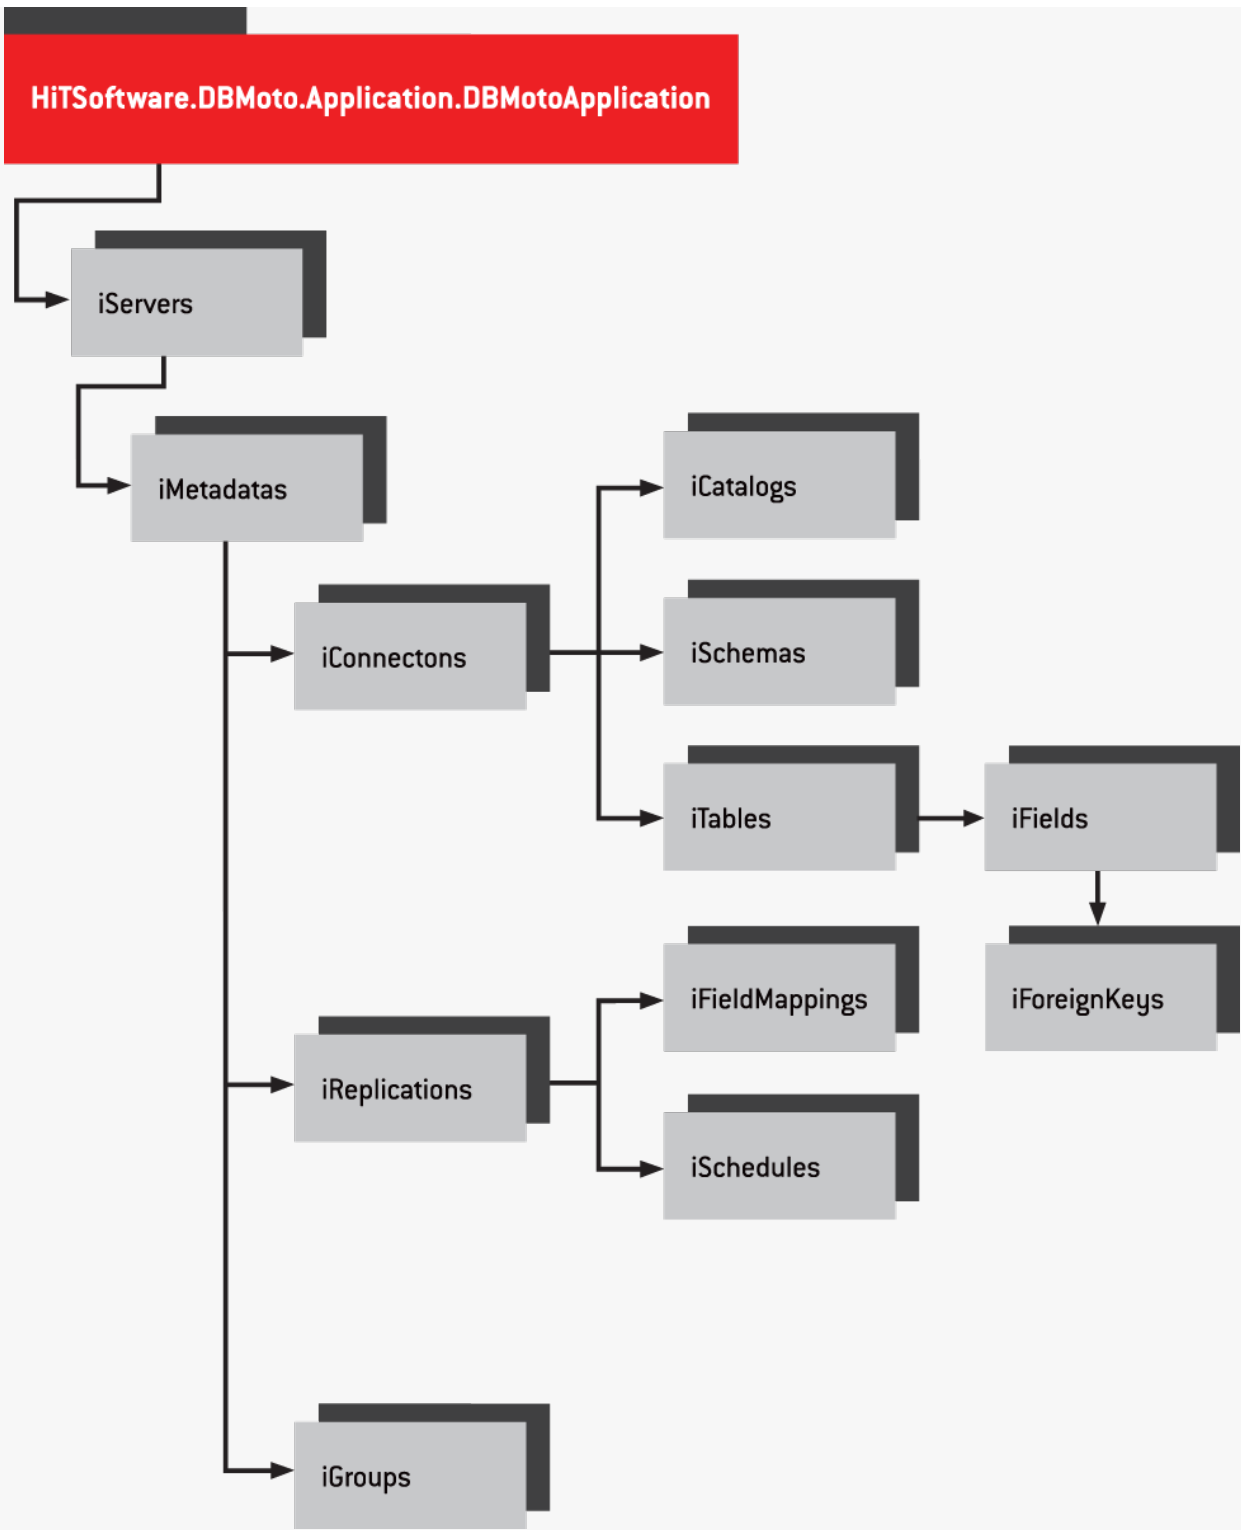 HiTSoftware.DBMoto.Application.DBMotoApplication
iServers
iMetadatas
iCatalogs
iConnectons
iSchemas
iTables
iFields
iFieldMappings
iForeignKeys
iReplications
iSchedules
iGroups